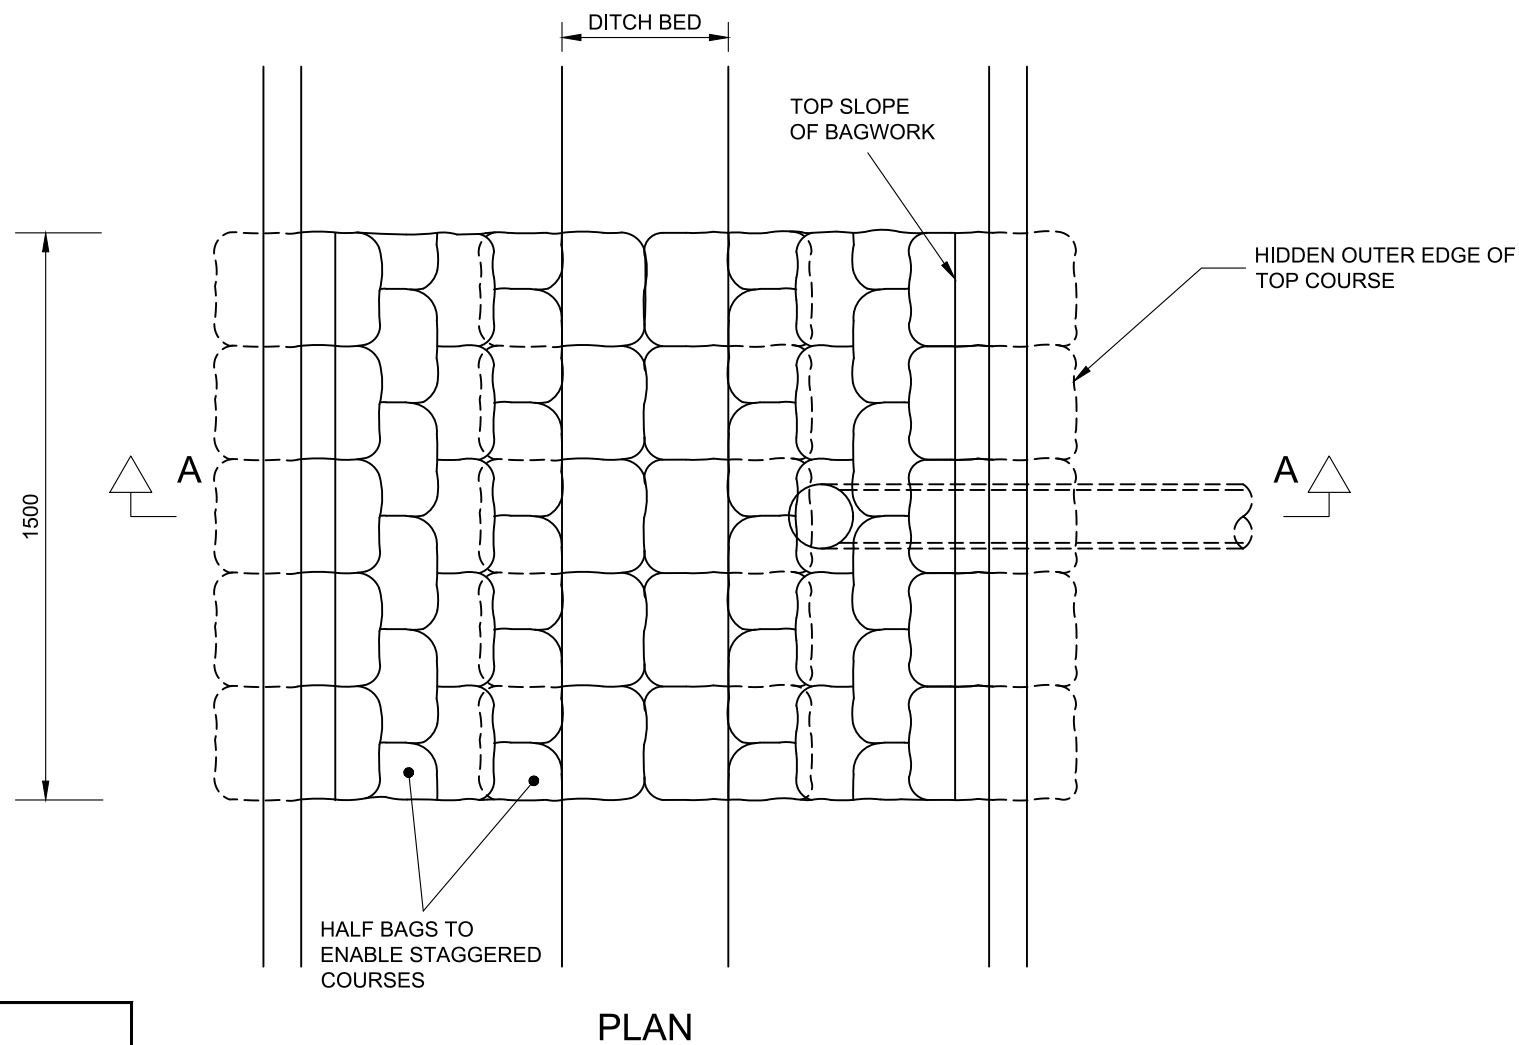 DITCH BED
TOP SLOPE
OF BAGWORK
HIDDEN OUTER EDGE OF
TOP COURSE
A
A
1500
HALF BAGS TO
ENABLE STAGGERED
COURSES
PLAN